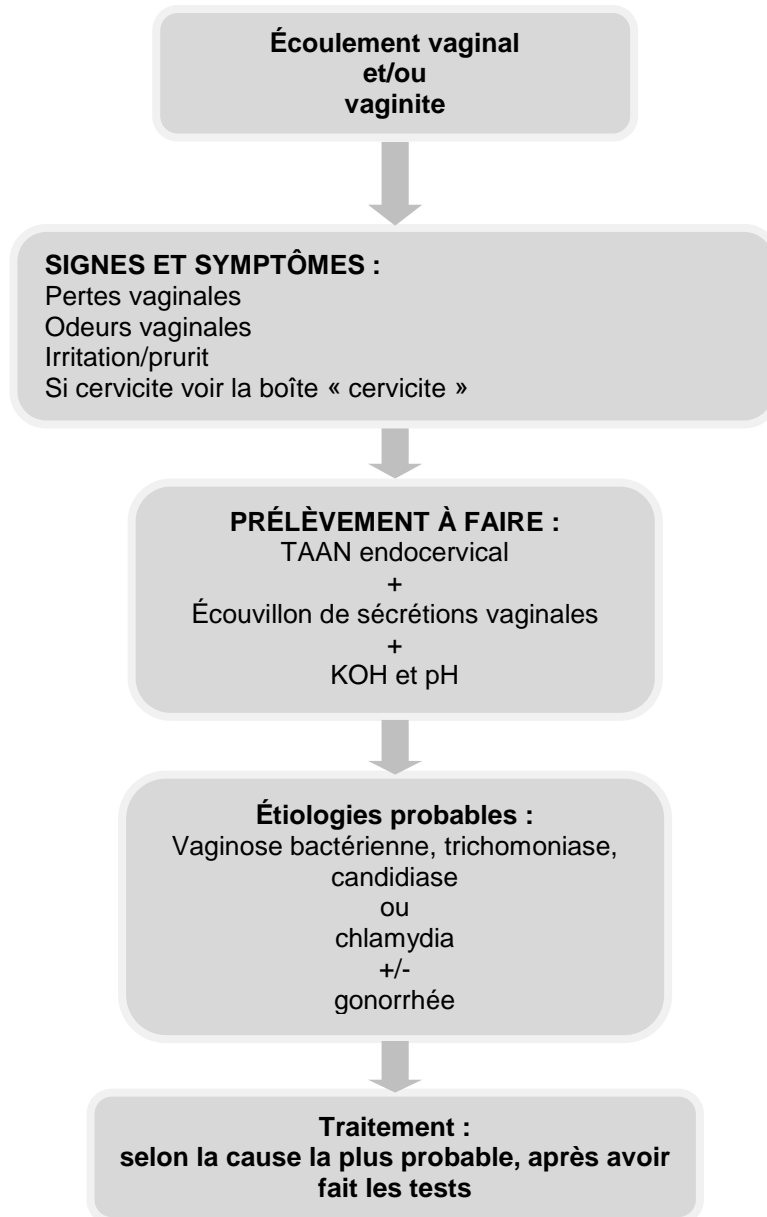 Écoulement vaginal
et/ou
vaginite
SIGNES ET SYMPTÔMES :
Pertes vaginales
Odeurs vaginales
Irritation/prurit
Si cervicite voir la boîte « cervicite »
PRÉLÈVEMENT À FAIRE :
TAAN endocervical
+
Écouvillon de sécrétions vaginales
+
KOH et pH
Étiologies probables :
Vaginose bactérienne, trichomoniase,
candidiase
ou
chlamydia
+/-
gonorrhée
Traitement :
selon la cause la plus probable, après avoir
fait les tests